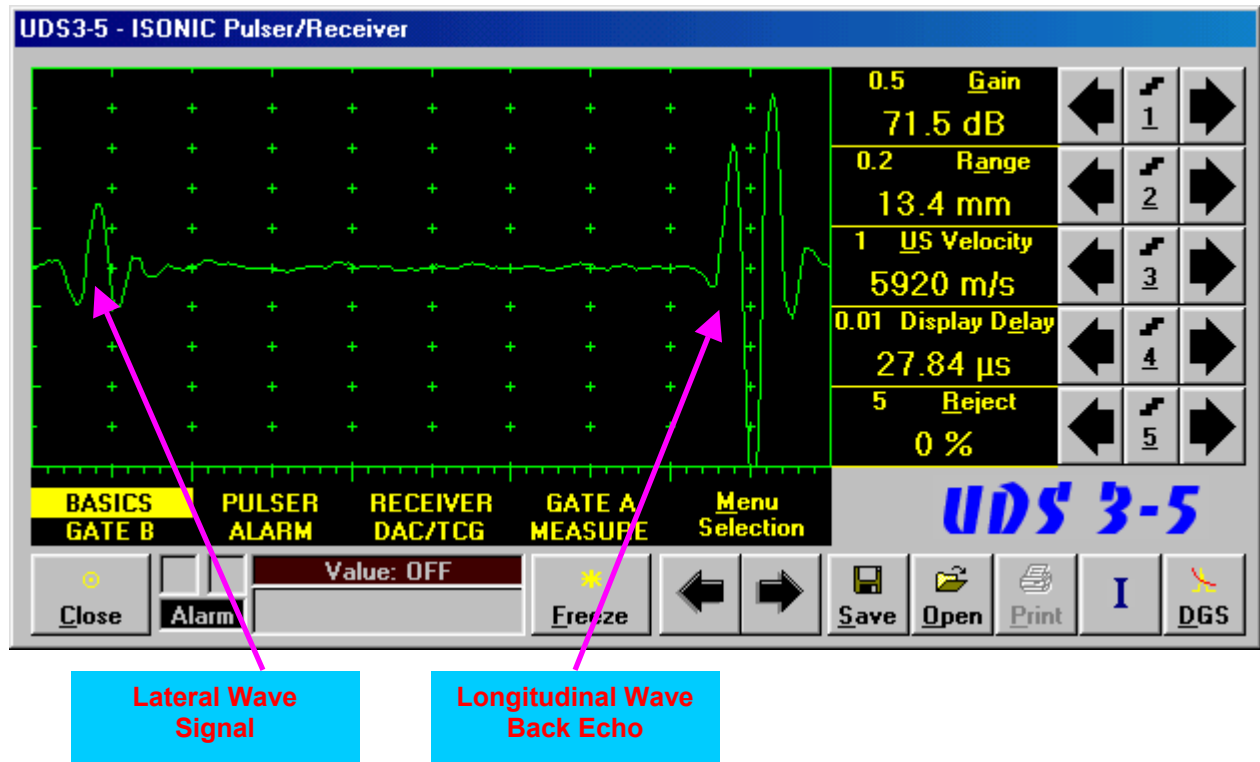 UDS3-5 - ISONIC Pulser/Receiver
0.5 Gain
71.5 dB
1
0.2 Range
13.4 mm
2
1 US Velocity
5920 m/s
3
0.01 Display Delay
27.84 µs
4
5 Reject
0 %
5
BASICS PULSER RECEIVER GATE A Menu
GATE B ALARM DAC/TCG MEASURE Selection
UDS 3-5
Value: OFF
Close Alarm Freeze Save Open Print I DGS
Lateral Wave
Signal
Longitudinal Wave
Back Echo